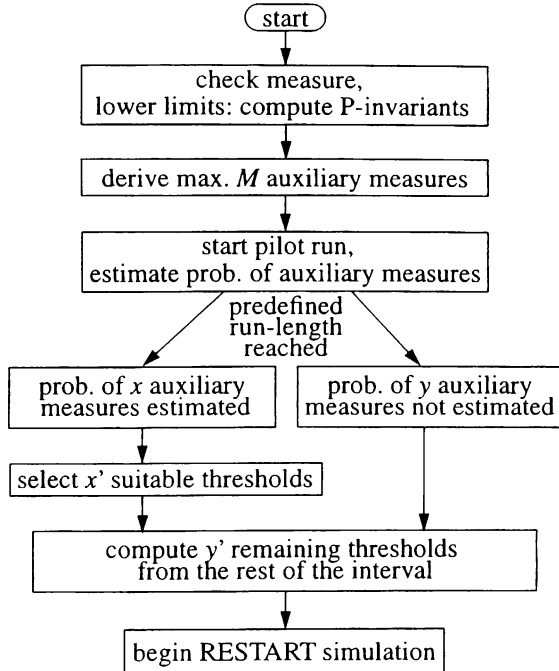 start
check measure,
lower limits: compute P-invariants
derive max. M auxiliary measures
start pilot run,
estimate prob. of auxiliary measures
predefined
run-length
reached
prob. of x auxiliary
measures estimated
prob. of y auxiliary
measures not estimated
select x' suitable thresholds
compute y' remaining thresholds
from the rest of the interval
begin RESTART simulation